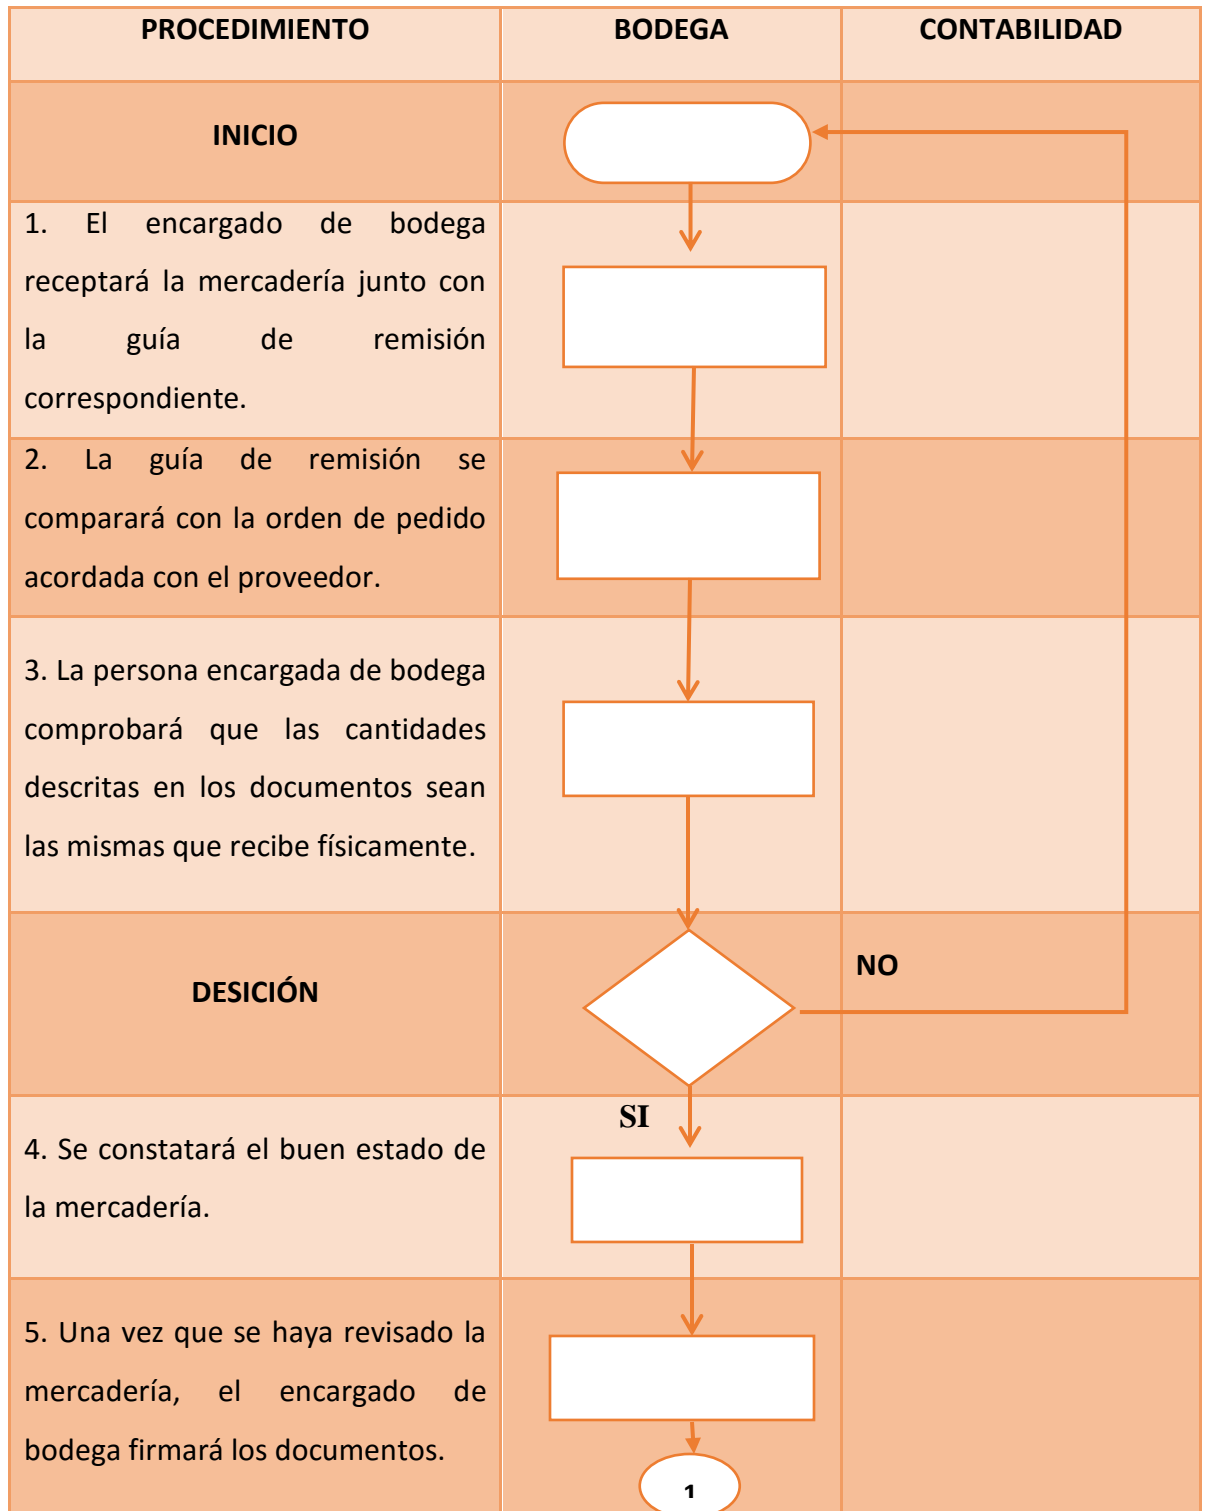 PROCEDIMIENTO BODEGA CONTABILIDAD
INICIO
1. El encargado de bodega
receptará la mercadería junto con
la guía de remisión
correspondiente.
2. La guía de remisión se
comparará con la orden de pedido
acordada con el proveedor.
3. La persona encargada de bodega
comprobará que las cantidades
descritas en los documentos sean
las mismas que recibe físicamente.
DESICIÓN
NO
SI
4. Se constatará el buen estado de
la mercadería.
5. Una vez que se haya revisado la
mercadería, el encargado de
bodega firmará los documentos.
1